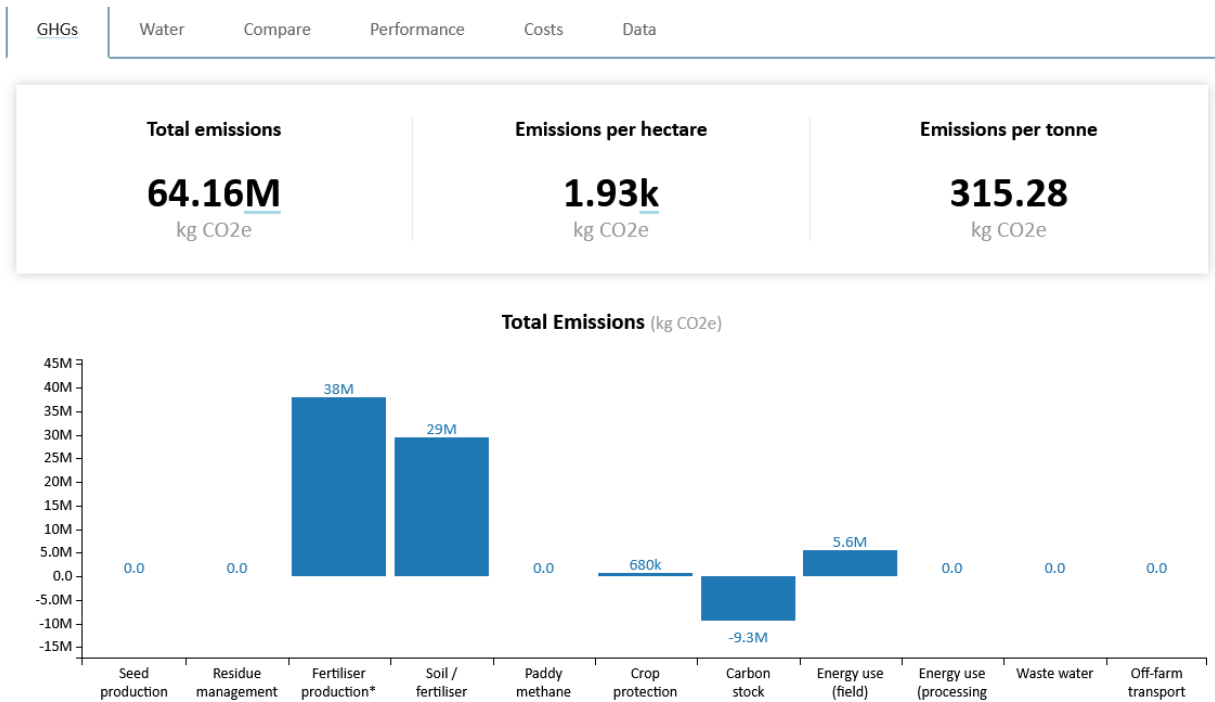 GHGs Water Compare Performance Costs Data
Total emissions Emissions per hectare Emissions per tonne
64.16M 1.93k 315.28
kg CO2e kg CO2e kg CO2e
Total Emissions (kg CO2e)
45M
40M
35M
30M
25M
20M
15M
10M
5.0M
0.0
-5.0M
-10M
-15M
0.0 0.0 38M 29M 0.0 680k -9.3M 5.6M 0.0 0.0 0.0
Seed production
Residue management
Fertiliser production*
Soil / fertiliser
Paddy methane
Crop protection
Carbon stock
Energy use (field)
Energy use (processing
Waste water
Off-farm transport